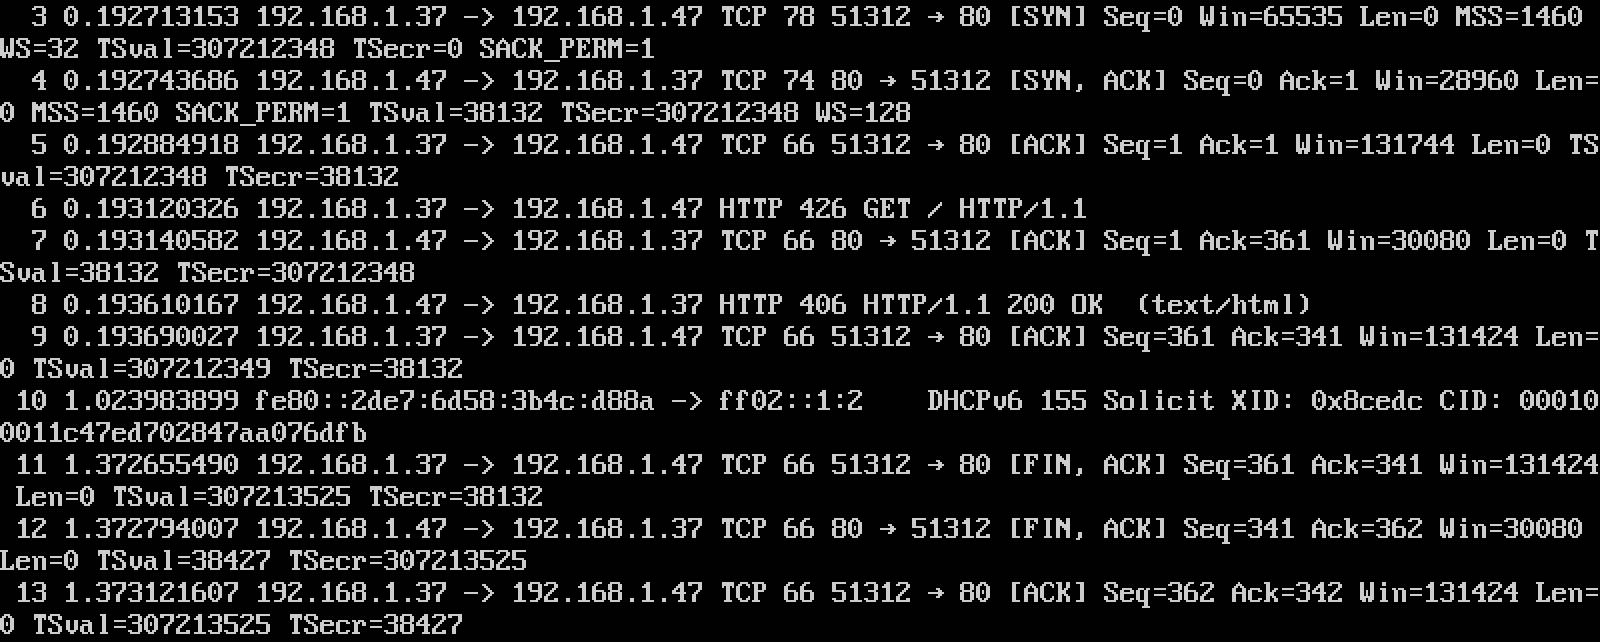 3 0.192713153 192.168.1.37 -> 192.168.1.47 TCP 78 51312 → 80 [SYN] Seq=0 Win=65535 Len=0 MSS=1460
WS=32 TSval=307212348 TSecr=0 SACK_PERM=1
  4 0.192743686 192.168.1.47 -> 192.168.1.37 TCP 74 80 → 51312 [SYN, ACK] Seq=0 Ack=1 Win=28960 Len=
0 MSS=1460 SACK_PERM=1 TSval=38132 TSecr=307212348 WS=128
  5 0.192884918 192.168.1.37 -> 192.168.1.47 TCP 66 51312 → 80 [ACK] Seq=1 Ack=1 Win=131744 Len=0 TS
val=307212348 TSecr=38132
  6 0.193120326 192.168.1.37 -> 192.168.1.47 HTTP 426 GET / HTTP/1.1
  7 0.193140582 192.168.1.47 -> 192.168.1.37 TCP 66 80 → 51312 [ACK] Seq=1 Ack=361 Win=30080 Len=0 T
Sval=38132 TSecr=307212348
  8 0.193610167 192.168.1.47 -> 192.168.1.37 HTTP 406 HTTP/1.1 200 OK  (text/html)
  9 0.193690027 192.168.1.37 -> 192.168.1.47 TCP 66 51312 → 80 [ACK] Seq=361 Ack=341 Win=131424 Len=
0 TSval=307212349 TSecr=38132
 10 1.023983899 fe80::2de7:6d58:3b4c:d88a -> ff02::1:2    DHCPv6 155 Solicit XID: 0x8cedc CID: 00010
0011c47ed702847aa076dfb
 11 1.372655490 192.168.1.37 -> 192.168.1.47 TCP 66 51312 → 80 [FIN, ACK] Seq=361 Ack=341 Win=131424
 Len=0 TSval=307213525 TSecr=38132
 12 1.372794007 192.168.1.47 -> 192.168.1.37 TCP 66 80 → 51312 [FIN, ACK] Seq=341 Ack=362 Win=30080
Len=0 TSval=38427 TSecr=307213525
 13 1.373121607 192.168.1.37 -> 192.168.1.47 TCP 66 51312 → 80 [ACK] Seq=362 Ack=342 Win=131424 Len=
0 TSval=307213525 TSecr=38427